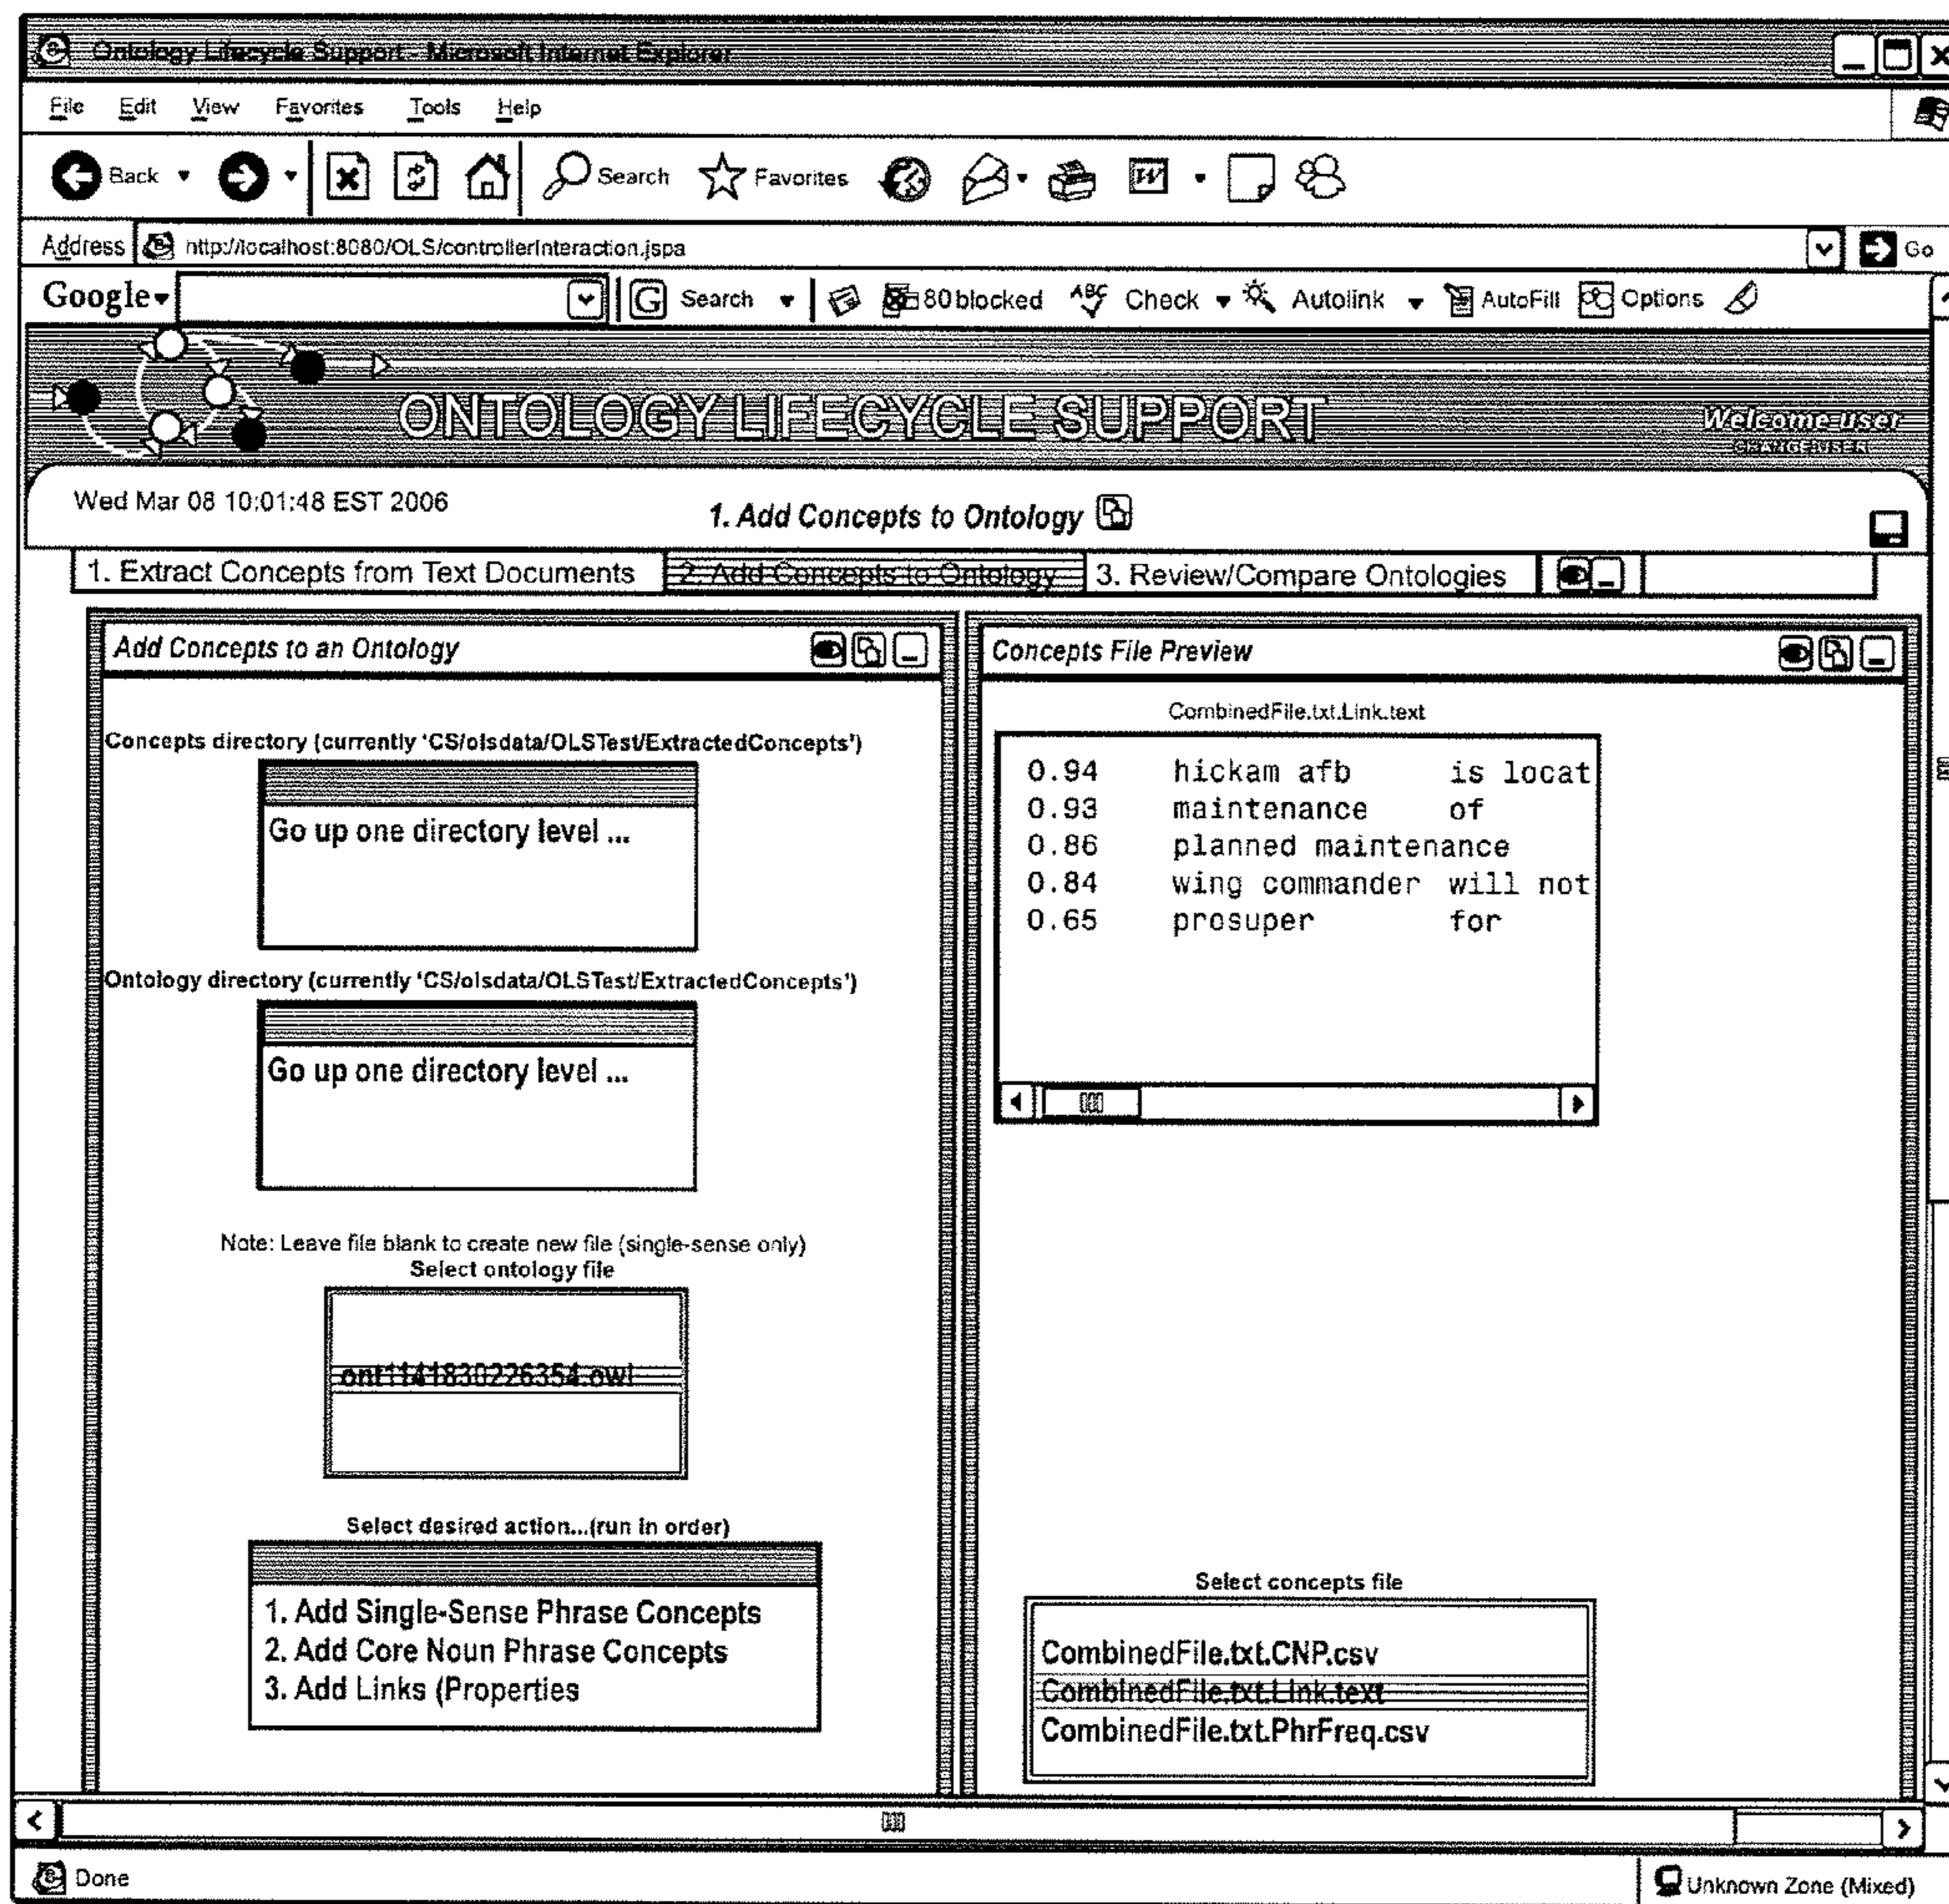 Ontology Lifecycle Support - Microsoft Internet Explorer
File Edit View Favorites Tools Help
Back Search Favorites
Address http://localhost:8080/OLS/controllerInteraction.jspa Go
Google G Search 80 blocked ABC Check Autolink AutoFill Options
ONTOLOGY LIFECYCLE SUPPORT
Welcome user
CHANGE USER
Wed Mar 08 10:01:48 EST 2006
1. Add Concepts to Ontology
1. Extract Concepts from Text Documents 2. Add Concepts to Ontology 3. Review/Compare Ontologies
Add Concepts to an Ontology
Concepts directory (currently 'CS/olsdata/OLSTest/ExtractedConcepts')
Go up one directory level ...
Ontology directory (currently 'CS/olsdata/OLSTest/ExtractedConcepts')
Go up one directory level ...
Note: Leave file blank to create new file (single-sense only)
Select ontology file
ont1141830226354.owl
Select desired action...(run in order)
1. Add Single-Sense Phrase Concepts
2. Add Core Noun Phrase Concepts
3. Add Links (Properties
Concepts File Preview
CombinedFile.txt.Link.text
0.94 hickam afb is locat
0.93 maintenance of
0.86 planned maintenance
0.84 wing commander will not
0.65 prosuper for
Select concepts file
CombinedFile.txt.CNP.csv
CombinedFile.txt.Link.text
CombinedFile.txt.PhrFreq.csv
Done
Unknown Zone (Mixed)